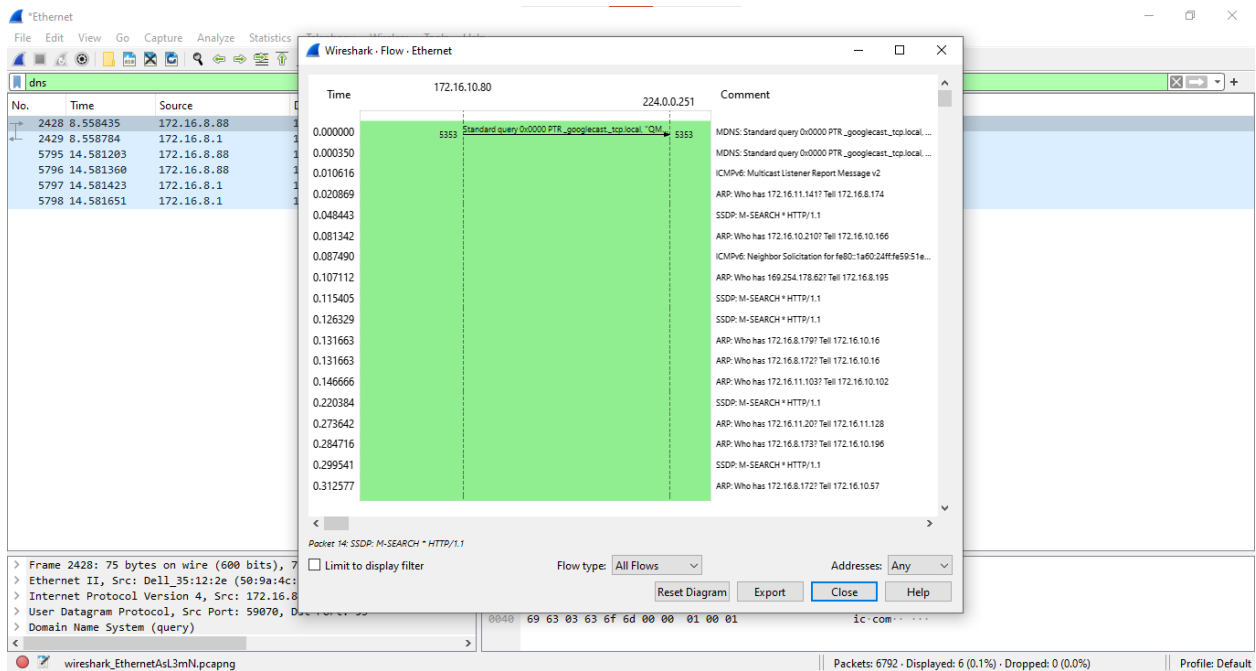 *Ethernet
File Edit View Go Capture Analyze Statistics
dns
No. Time Source
2428 8.558435 172.16.8.88
2429 8.558784 172.16.8.1
5795 14.581203 172.16.8.88
5796 14.581360 172.16.8.88
5797 14.581423 172.16.8.1
5798 14.581651 172.16.8.1
Wireshark · Flow · Ethernet
172.16.10.80
Time 224.0.0.251 Comment
0.000000 5353 Standard query 0x0000 PTR _googlecast._tcp.local, "QM... 5353 MDNS: Standard query 0x0000 PTR _googlecast._tcp.local, ...
0.000350 MDNS: Standard query 0x0000 PTR _googlecast._tcp.local, ...
0.010616 ICMPv6: Multicast Listener Report Message v2
0.020869 ARP: Who has 172.16.11.141? Tell 172.16.8.174
0.048443 SSDP: M-SEARCH * HTTP/1.1
0.081342 ARP: Who has 172.16.10.210? Tell 172.16.10.166
0.087490 ICMPv6: Neighbor Solicitation for fe80::1a60:24ff:fe59:51e...
0.107112 ARP: Who has 169.254.178.62? Tell 172.16.8.195
0.115405 SSDP: M-SEARCH * HTTP/1.1
0.126329 SSDP: M-SEARCH * HTTP/1.1
0.131663 ARP: Who has 172.16.8.179? Tell 172.16.10.16
0.131663 ARP: Who has 172.16.8.172? Tell 172.16.10.16
0.146666 ARP: Who has 172.16.11.103? Tell 172.16.10.102
0.220384 SSDP: M-SEARCH * HTTP/1.1
0.273642 ARP: Who has 172.16.11.20? Tell 172.16.11.128
0.284716 ARP: Who has 172.16.8.173? Tell 172.16.10.196
0.299541 SSDP: M-SEARCH * HTTP/1.1
0.312577 ARP: Who has 172.16.8.172? Tell 172.16.10.57
Packet 14: SSDP: M-SEARCH * HTTP/1.1
Limit to display filter Flow type: All Flows Addresses: Any
Reset Diagram Export Close Help
Frame 2428: 75 bytes on wire (600 bits), 7
Ethernet II, Src: Dell_35:12:2e (50:9a:4c:
Internet Protocol Version 4, Src: 172.16.8
User Datagram Protocol, Src Port: 59070,
Domain Name System (query)
0040 69 63 03 63 6f 6d 00 00 01 00 01 ic·com·· ···
wireshark_EthernetAsL3mN.pcapng Packets: 6792 · Displayed: 6 (0.1%) · Dropped: 0 (0.0%) Profile: Default